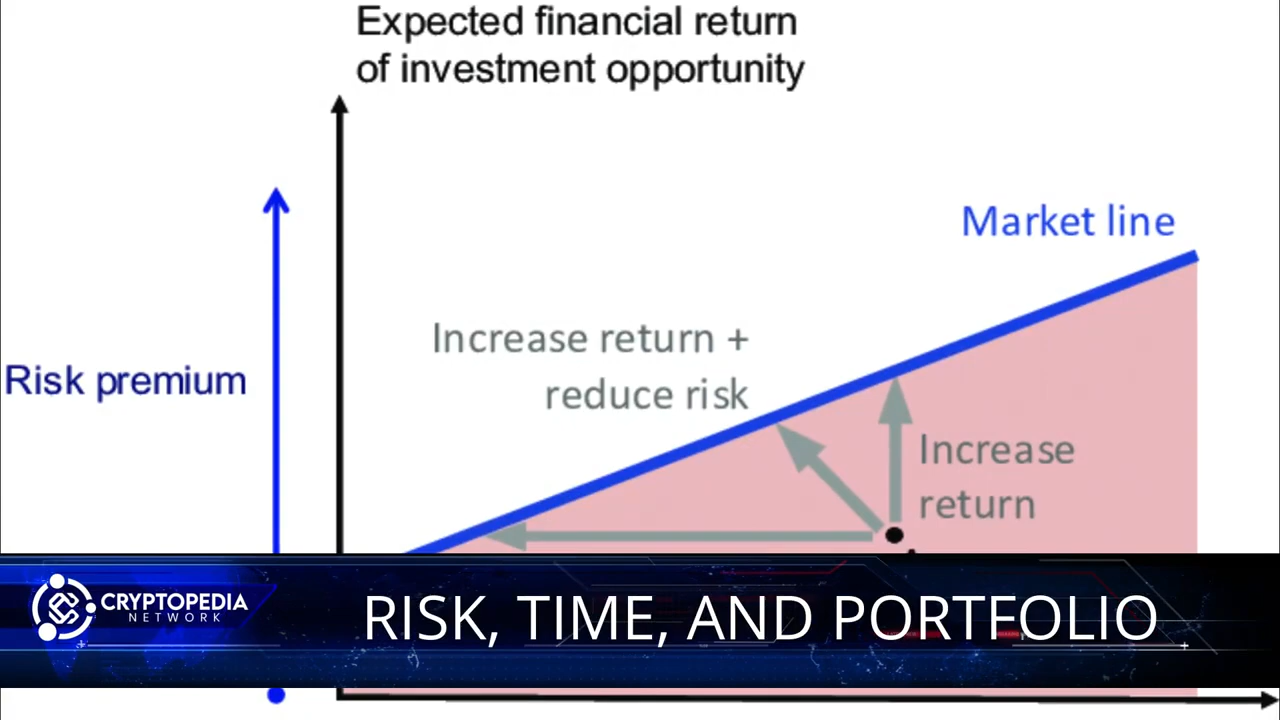 Expected financial return
of investment opportunity
Market line
Increase return +
reduce risk
Risk premium
Increase
return
CRYPTOPEDIA
NETWORK
RISK, TIME, AND PORTFOLIO